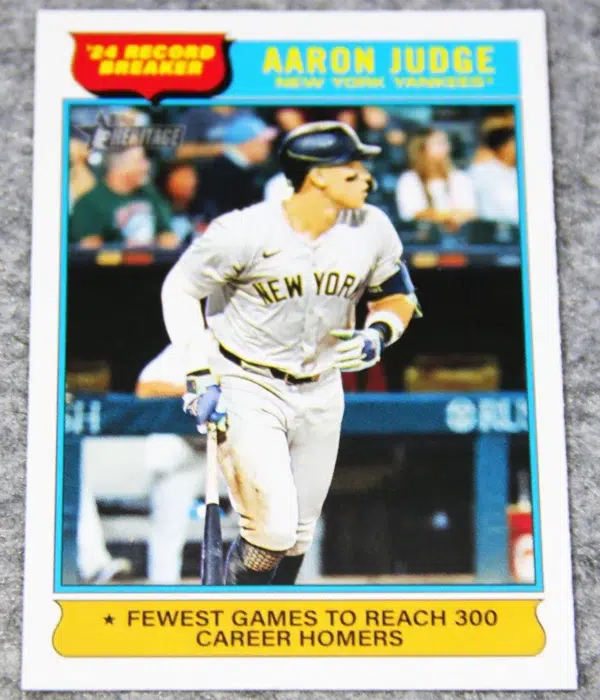 '24 RECORD
BREAKER
AARON JUDGE
NEW YORK YANKEES
HERITAGE
NEW YORK
★ FEWEST GAMES TO REACH 300
CAREER HOMERS